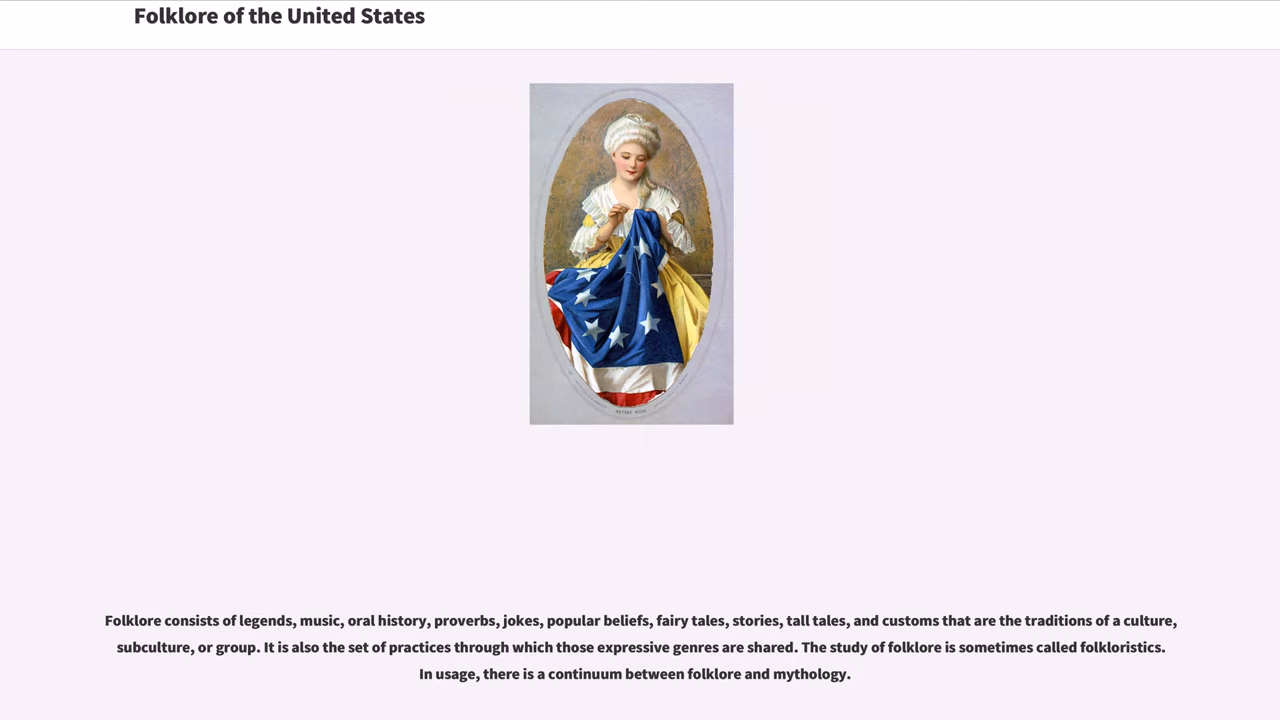 Folklore of the United States
BETSEY ROSS
Folklore consists of legends, music, oral history, proverbs, jokes, popular beliefs, fairy tales, stories, tall tales, and customs that are the traditions of a culture,
subculture, or group. It is also the set of practices through which those expressive genres are shared. The study of folklore is sometimes called folkloristics.
In usage, there is a continuum between folklore and mythology.